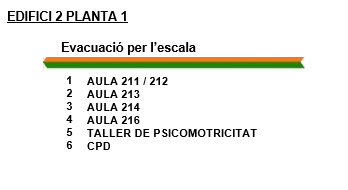 EDIFICI 2 PLANTA 1
Evacuació per l'escala
1 AULA 211 / 212
2 AULA 213
3 AULA 214
4 AULA 216
5 TALLER DE PSICOMOTRICITAT
6 CPD